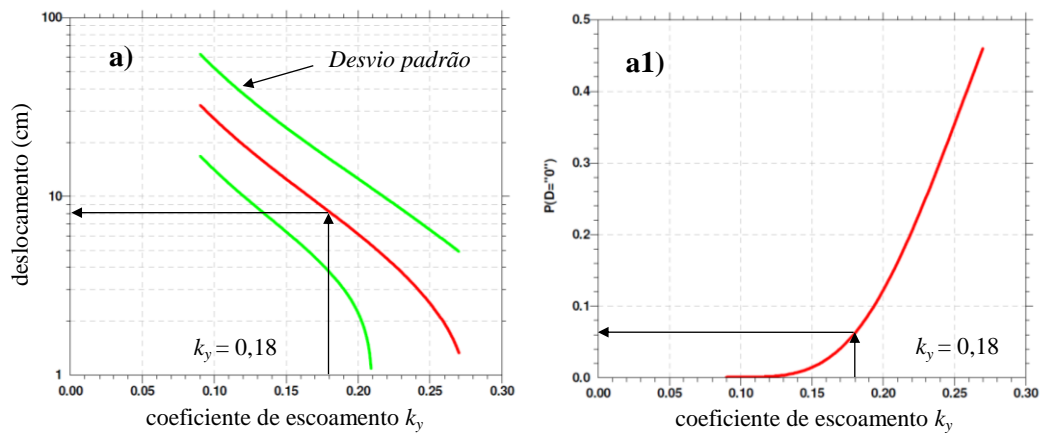 a)
Desvio padrão
deslocamento (cm)
100
10
1
k_y = 0,18
0.00 0.05 0.10 0.15 0.20 0.25 0.30
coeficiente de escoamento k_y
a1)
P(D="0")
0.5
0.4
0.3
0.2
0.1
0.0
k_y = 0,18
0.00 0.05 0.10 0.15 0.20 0.25 0.30
coeficiente de escoamento k_y